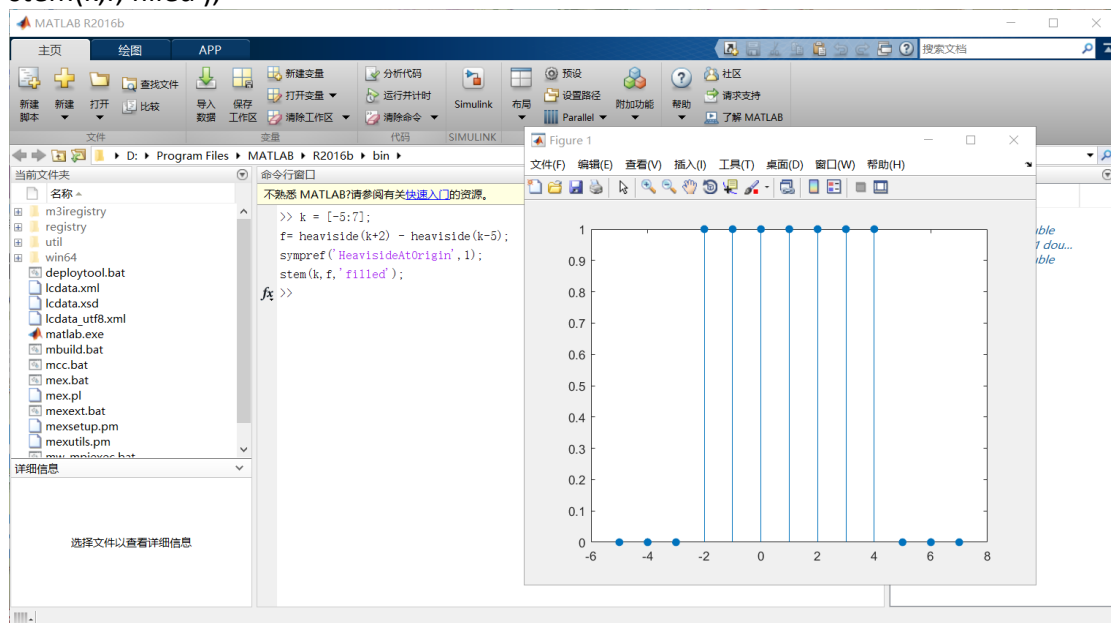 stem(k,f,'filled');
MATLAB R2016b
主页 绘图 APP
搜索文档
新建脚本 新建 打开 查找文件 比较
导入数据 保存工作区 新建变量 打开变量 清除工作区
分析代码 运行并计时 清除命令
Simulink 布局 预设 设置路径 Parallel
附加功能 帮助 社区 请求支持 了解 MATLAB
文件 变量 代码 SIMULINK
D: Program Files MATLAB R2016b bin
当前文件夹
名称
m3iregistry
registry
util
win64
deploytool.bat
lcdata.xml
lcdata.xsd
lcdata_utf8.xml
matlab.exe
mbuild.bat
mcc.bat
mex.bat
mex.pl
mexext.bat
mexsetup.pm
mexutils.pm
mw_mpiexec.bat
详细信息
选择文件以查看详细信息
命令行窗口
不熟悉 MATLAB?请参阅有关快速入门的资源。
>> k = [-5:7];
f= heaviside(k+2) - heaviside(k-5);
sympref('HeavisideAtOrigin',1);
stem(k,f,'filled');
fx >>
Figure 1
文件(F) 编辑(E) 查看(V) 插入(I) 工具(T) 桌面(D) 窗口(W) 帮助(H)
1
0.9
0.8
0.7
0.6
0.5
0.4
0.3
0.2
0.1
0
-6 -4 -2 0 2 4 6 8